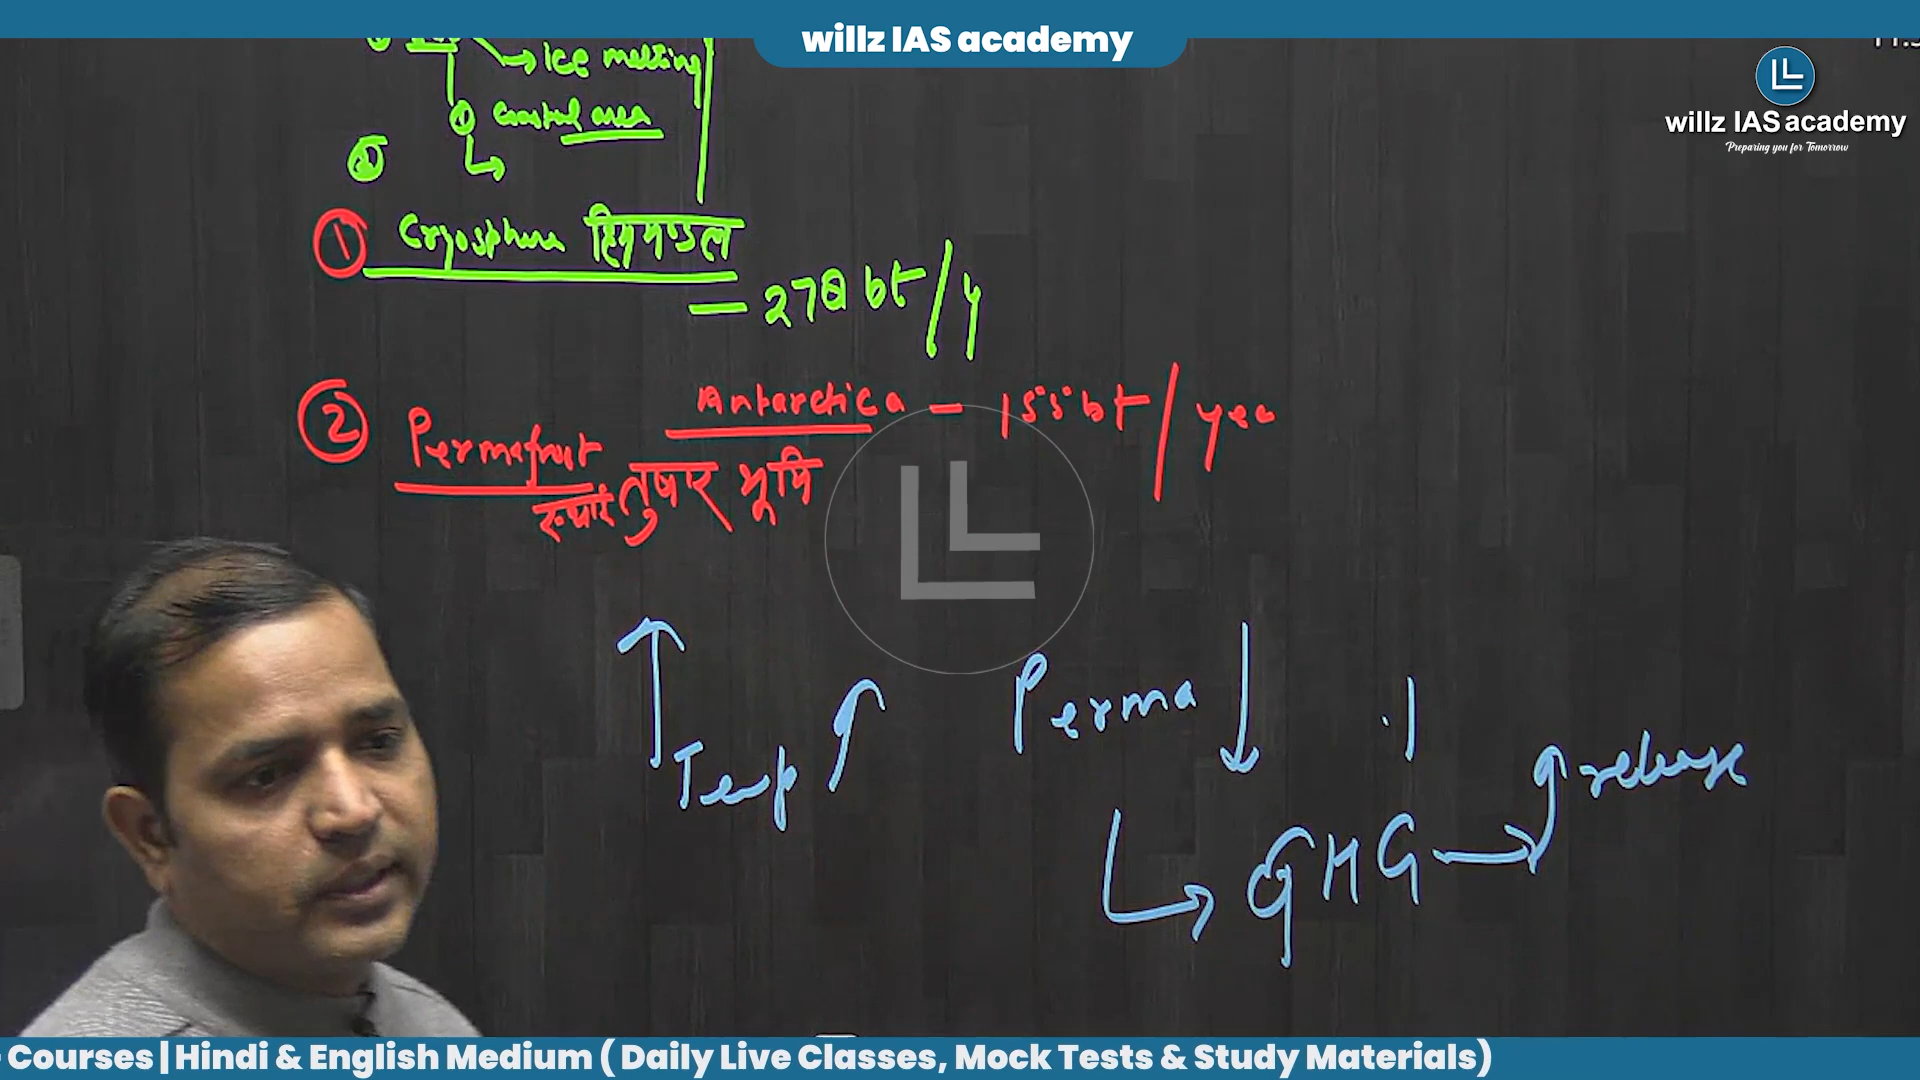 willz IAS academy
willz IAS academy
Preparing you for Tomorrow
→ Ice melting
① Coastal area
①
Cryosphere हिममण्डल
— 278 bt/y
Antarctica — 155 bt/year
② Permafrost
स्थाई तुषार भूमि
↑ Temp ↑
Perma ↓
GHG → ↑ release
Courses | Hindi & English Medium ( Daily Live Classes, Mock Tests & Study Materials)